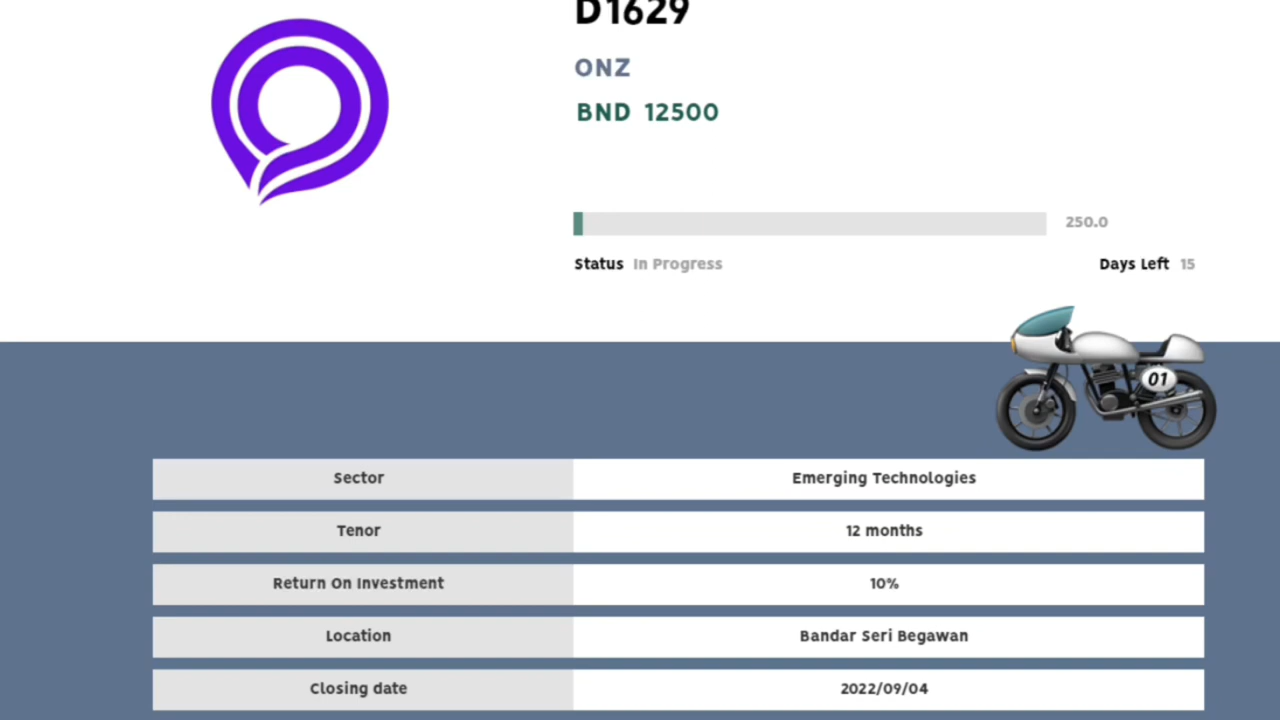 D1629
ONZ
BND 12500
250.0
Status In Progress
Days Left 15
01
Sector Emerging Technologies
Tenor 12 months
Return On Investment 10%
Location Bandar Seri Begawan
Closing date 2022/09/04